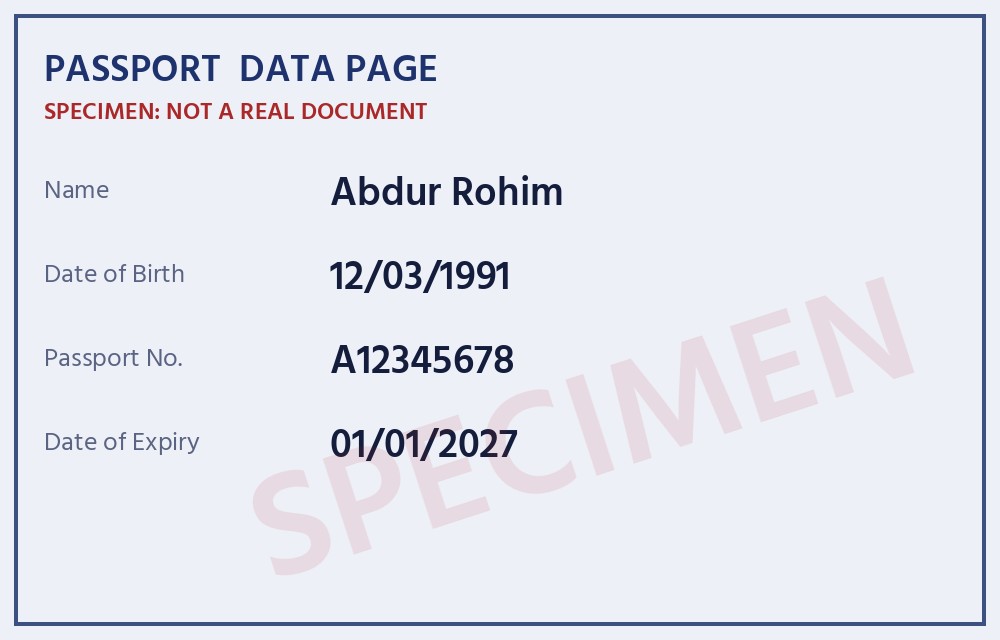 PASSPORT DATA PAGE
SPECIMEN: NOT A REAL DOCUMENT
Name Abdur Rohim
Date of Birth 12/03/1991
Passport No. A12345678
Date of Expiry 01/01/2027
SPECIMEN